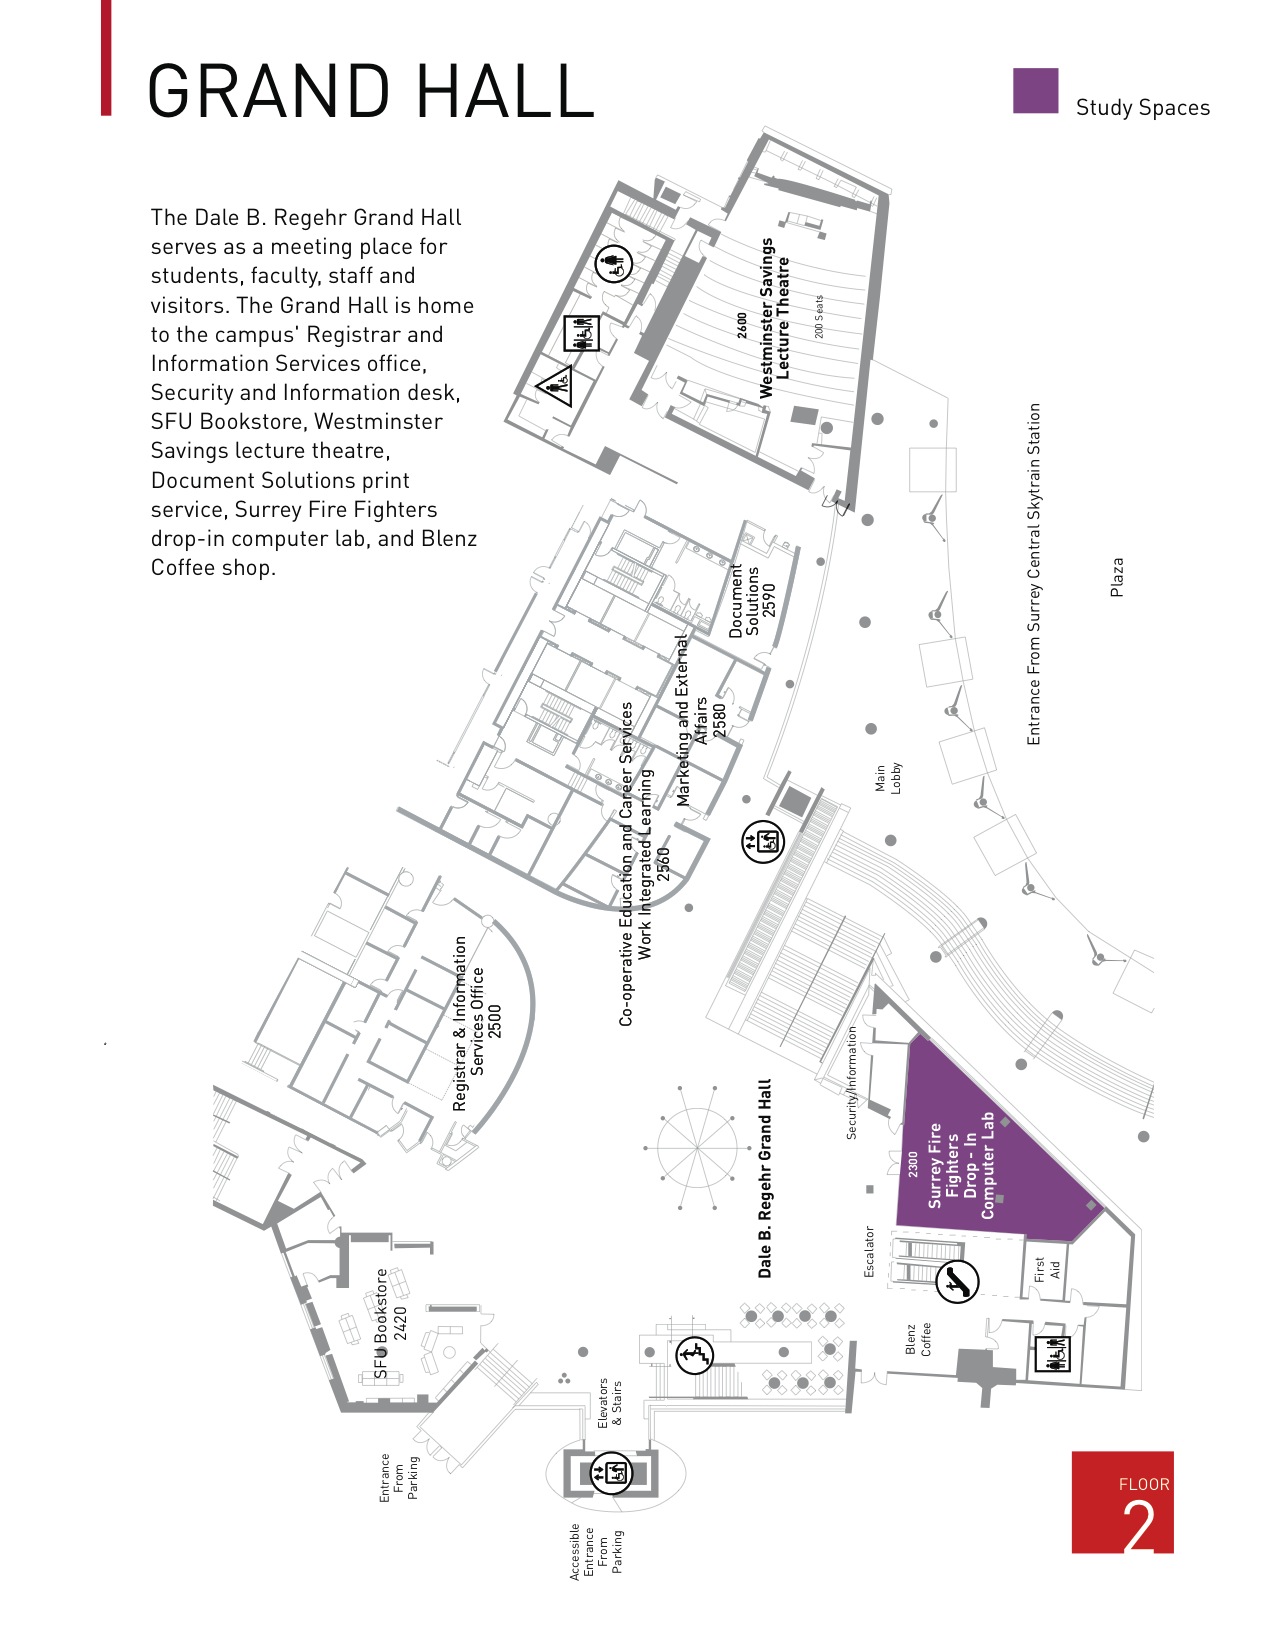 GRAND HALL
Study Spaces
The Dale B. Regehr Grand Hall
serves as a meeting place for
students, faculty, staff and
visitors. The Grand Hall is home
to the campus' Registrar and
Information Services office,
Security and Information desk,
SFU Bookstore, Westminster
Savings lecture theatre,
Document Solutions print
service, Surrey Fire Fighters
drop-in computer lab, and Blenz
Coffee shop.
2600
Westminster Savings
Lecture Theatre
200 Seats
Entrance From Surrey Central Skytrain Station
Plaza
Document
Solutions
2590
Marketing and External
Affairs
2580
Co-operative Education and Career Services
Work Integrated Learning
2560
Main
Lobby
Registrar & Information
Services Office
2500
Security/Information
Dale B. Regehr Grand Hall
2300
Surrey Fire
Fighters
Drop - In
Computer Lab
Escalator
First
Aid
Blenz
Coffee
SFU Bookstore
2420
Elevators
& Stairs
Entrance
From
Parking
Accessible
Entrance
From
Parking
FLOOR
2